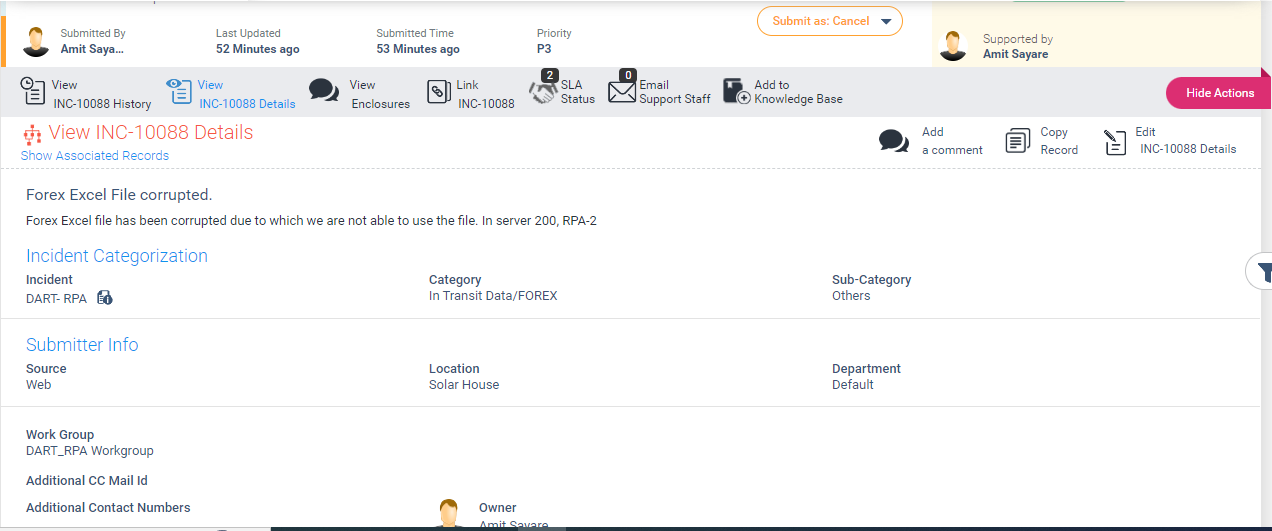 Submit as: Cancel
Submitted By
Amit Saya...
Last Updated
52 Minutes ago
Submitted Time
53 Minutes ago
Priority
P3
Supported by
Amit Sayare
View
INC-10088 History
View
INC-10088 Details
View
Enclosures
Link
INC-10088
2
SLA
Status
0
Email
Support Staff
Add to
Knowledge Base
Hide Actions
View INC-10088 Details
Show Associated Records
Add
a comment
Copy
Record
Edit
INC-10088 Details
Forex Excel File corrupted.
Forex Excel file has been corrupted due to which we are not able to use the file. In server 200, RPA-2
Incident Categorization
Incident
DART- RPA
Category
In Transit Data/FOREX
Sub-Category
Others
Submitter Info
Source
Web
Location
Solar House
Department
Default
Work Group
DART_RPA Workgroup
Additional CC Mail Id
Additional Contact Numbers
Owner
Amit Sayare